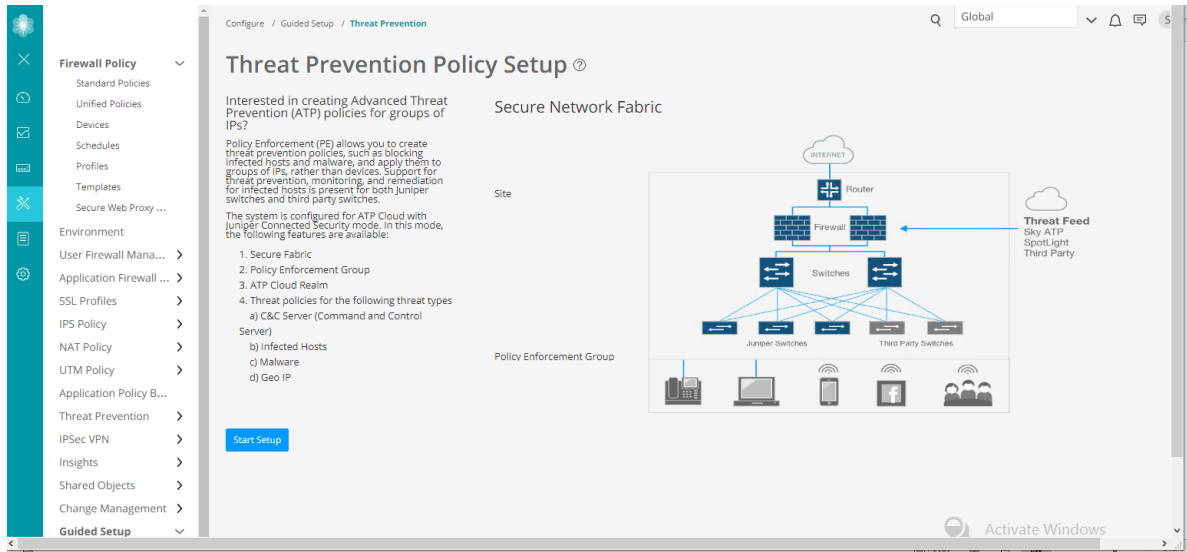 Configure / Guided Setup / Threat Prevention
Global
S
Firewall Policy
Standard Policies
Unified Policies
Devices
Schedules
Profiles
Templates
Secure Web Proxy ...
Environment
User Firewall Mana...
Application Firewall ...
SSL Profiles
IPS Policy
NAT Policy
UTM Policy
Application Policy B...
Threat Prevention
IPSec VPN
Insights
Shared Objects
Change Management
Guided Setup
Threat Prevention Policy Setup
Interested in creating Advanced Threat
Prevention (ATP) policies for groups of
IPs?
Policy Enforcement (PE) allows you to create
threat prevention policies, such as blocking
infected hosts and malware, and apply them to
groups of IPs, rather than devices. Support for
threat prevention, monitoring, and remediation
for infected hosts is present for both Juniper
switches and third party switches.
The system is configured for ATP Cloud with
Juniper Connected Security mode. In this mode,
the following features are available:
1. Secure Fabric
2. Policy Enforcement Group
3. ATP Cloud Realm
4. Threat policies for the following threat types
a) C&C Server (Command and Control
Server)
b) Infected Hosts
c) Malware
d) Geo IP
Start Setup
Secure Network Fabric
Site
Policy Enforcement Group
INTERNET
Router
Firewall
Switches
Juniper Switches
Third Party Switches
Threat Feed
Sky ATP
SpotLight
Third Party
Activate Windows